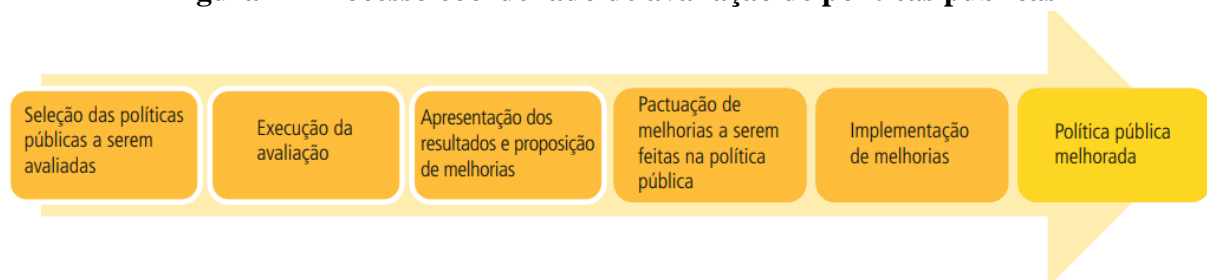 Seleção das políticas
públicas a serem
avaliadas
Execução da
avaliação
Apresentação dos
resultados e proposição
de melhorias
Pactuação de
melhorias a serem
feitas na política
pública
Implementação
de melhorias
Política pública
melhorada